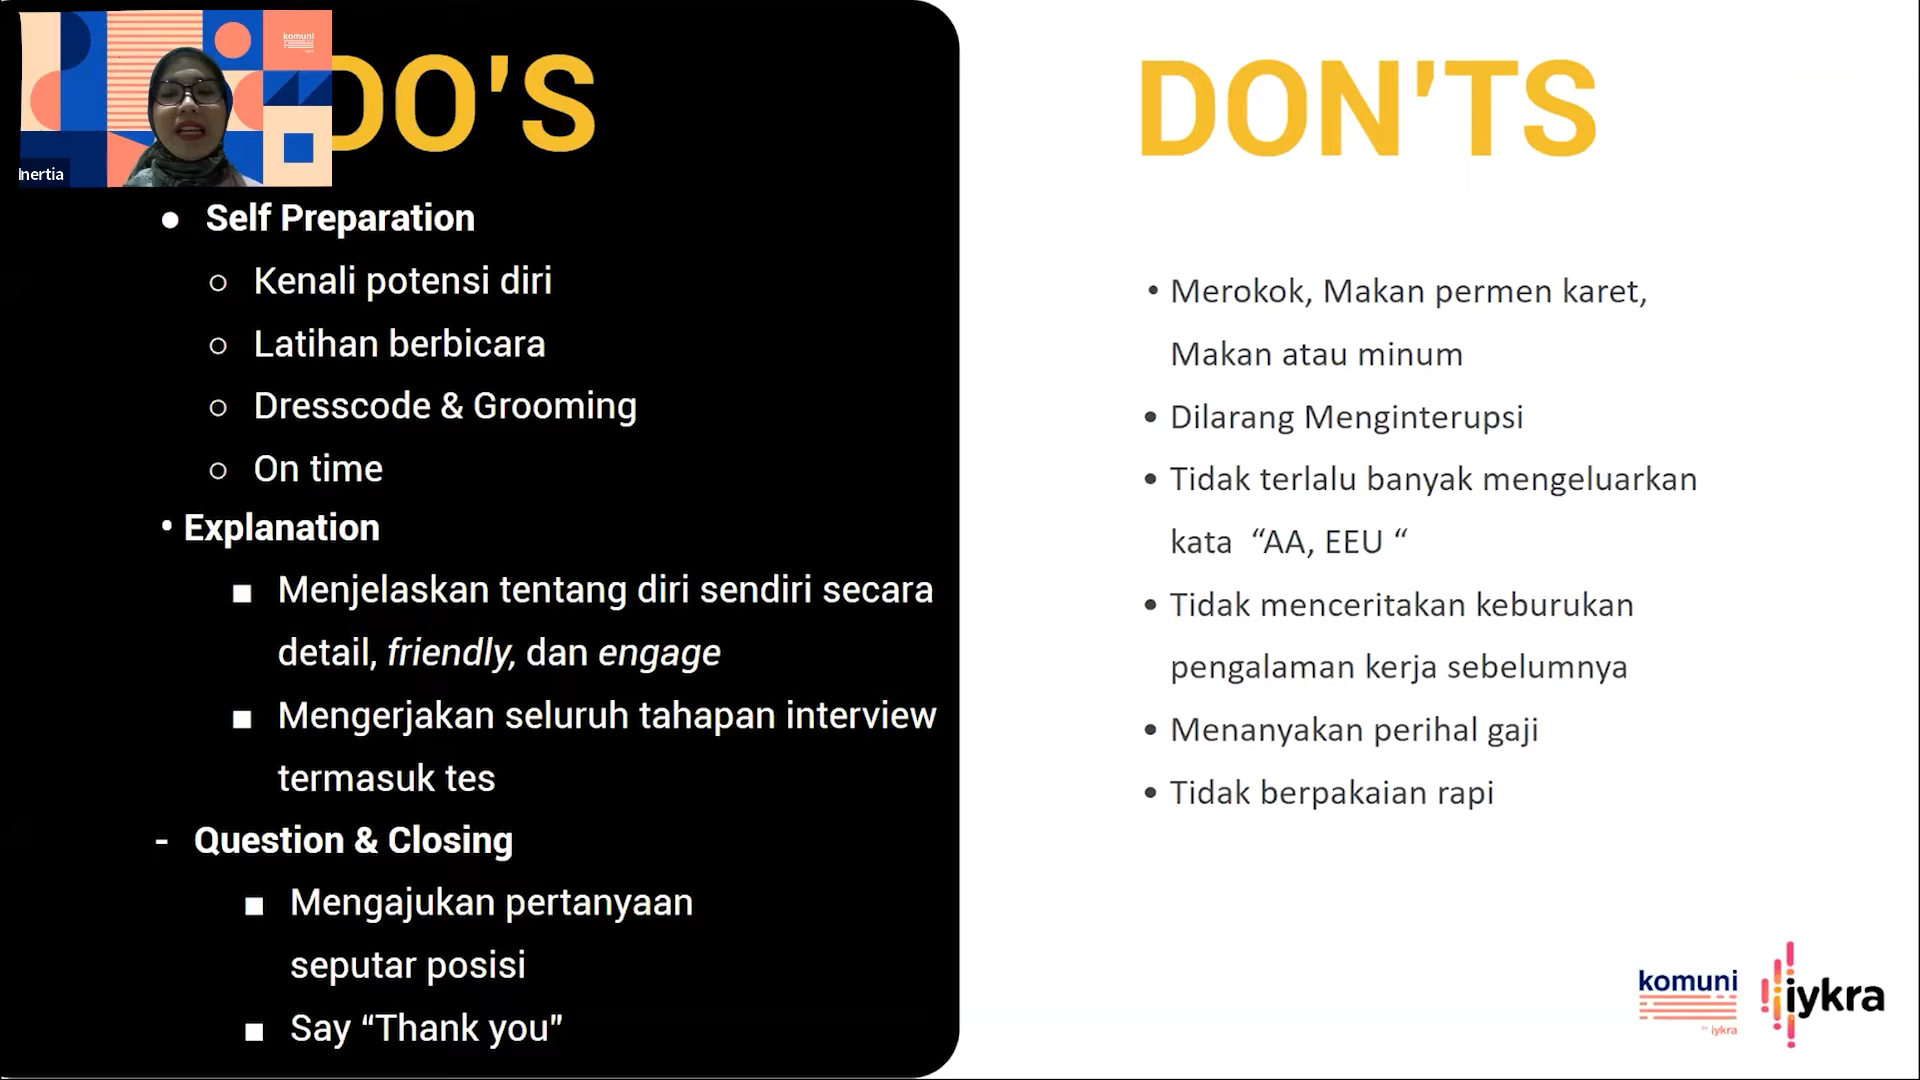 komuni
Inertia
DO'S
● Self Preparation
○ Kenali potensi diri
○ Latihan berbicara
○ Dresscode & Grooming
○ On time
• Explanation
■ Menjelaskan tentang diri sendiri secara
detail, friendly, dan engage
■ Mengerjakan seluruh tahapan interview
termasuk tes
- Question & Closing
■ Mengajukan pertanyaan
seputar posisi
■ Say “Thank you”
DON'TS
• Merokok, Makan permen karet,
Makan atau minum
• Dilarang Menginterupsi
• Tidak terlalu banyak mengeluarkan
kata “AA, EEU “
• Tidak menceritakan keburukan
pengalaman kerja sebelumnya
• Menanyakan perihal gaji
• Tidak berpakaian rapi
komuni
by iykra
iykra